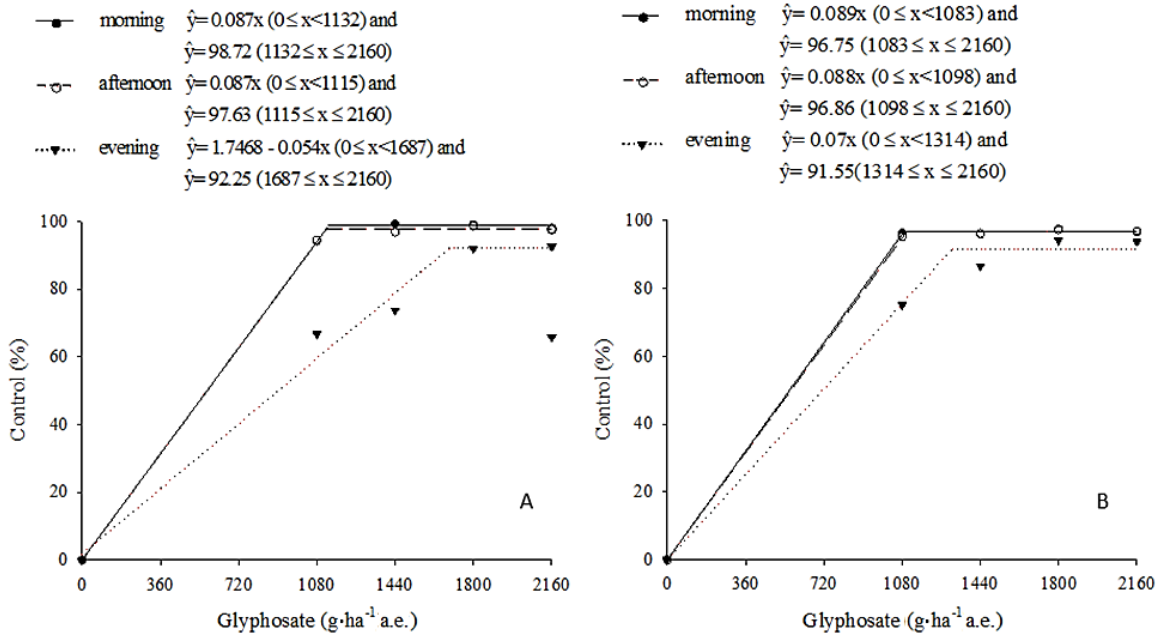 morning ŷ= 0.087x (0 ≤ x<1132) and
ŷ= 98.72 (1132 ≤ x ≤ 2160)
afternoon ŷ= 0.087x (0 ≤ x<1115) and
ŷ= 97.63 (1115 ≤ x ≤ 2160)
evening ŷ= 1.7468 - 0.054x (0 ≤ x<1687) and
ŷ= 92.25 (1687 ≤ x ≤ 2160)
100
80
60
40
20
0
Control (%)
A
0 360 720 1080 1440 1800 2160
Glyphosate (g·ha⁻¹ a.e.)
morning ŷ= 0.089x (0 ≤ x<1083) and
ŷ= 96.75 (1083 ≤ x ≤ 2160)
afternoon ŷ= 0.088x (0 ≤ x<1098) and
ŷ= 96.86 (1098 ≤ x ≤ 2160)
evening ŷ= 0.07x (0 ≤ x<1314) and
ŷ= 91.55(1314 ≤ x ≤ 2160)
100
80
60
40
20
0
Control (%)
B
0 360 720 1080 1440 1800 2160
Glyphosate (g·ha⁻¹ a.e.)